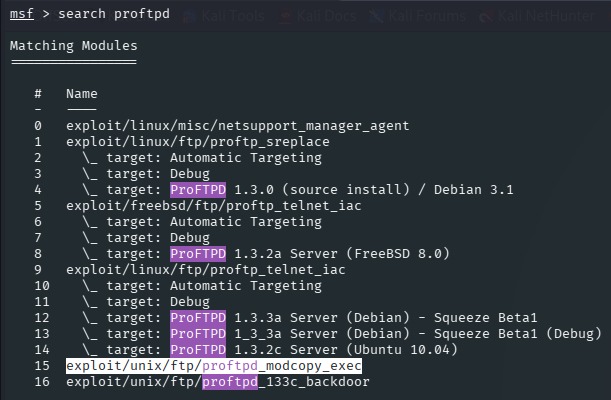 Kali Tools Kali Docs Kali Forums Kali NetHunter
msf > search proftpd
Matching Modules
================
# Name
- ----
0 exploit/linux/misc/netsupport_manager_agent
1 exploit/linux/ftp/proftp_sreplace
2 \_ target: Automatic Targeting
3 \_ target: Debug
4 \_ target: ProFTPD 1.3.0 (source install) / Debian 3.1
5 exploit/freebsd/ftp/proftp_telnet_iac
6 \_ target: Automatic Targeting
7 \_ target: Debug
8 \_ target: ProFTPD 1.3.2a Server (FreeBSD 8.0)
9 exploit/linux/ftp/proftp_telnet_iac
10 \_ target: Automatic Targeting
11 \_ target: Debug
12 \_ target: ProFTPD 1.3.3a Server (Debian) - Squeeze Beta1
13 \_ target: ProFTPD 1_3_3a Server (Debian) - Squeeze Beta1 (Debug)
14 \_ target: ProFTPD 1.3.2c Server (Ubuntu 10.04)
15 exploit/unix/ftp/proftpd_modcopy_exec
16 exploit/unix/ftp/proftpd_133c_backdoor